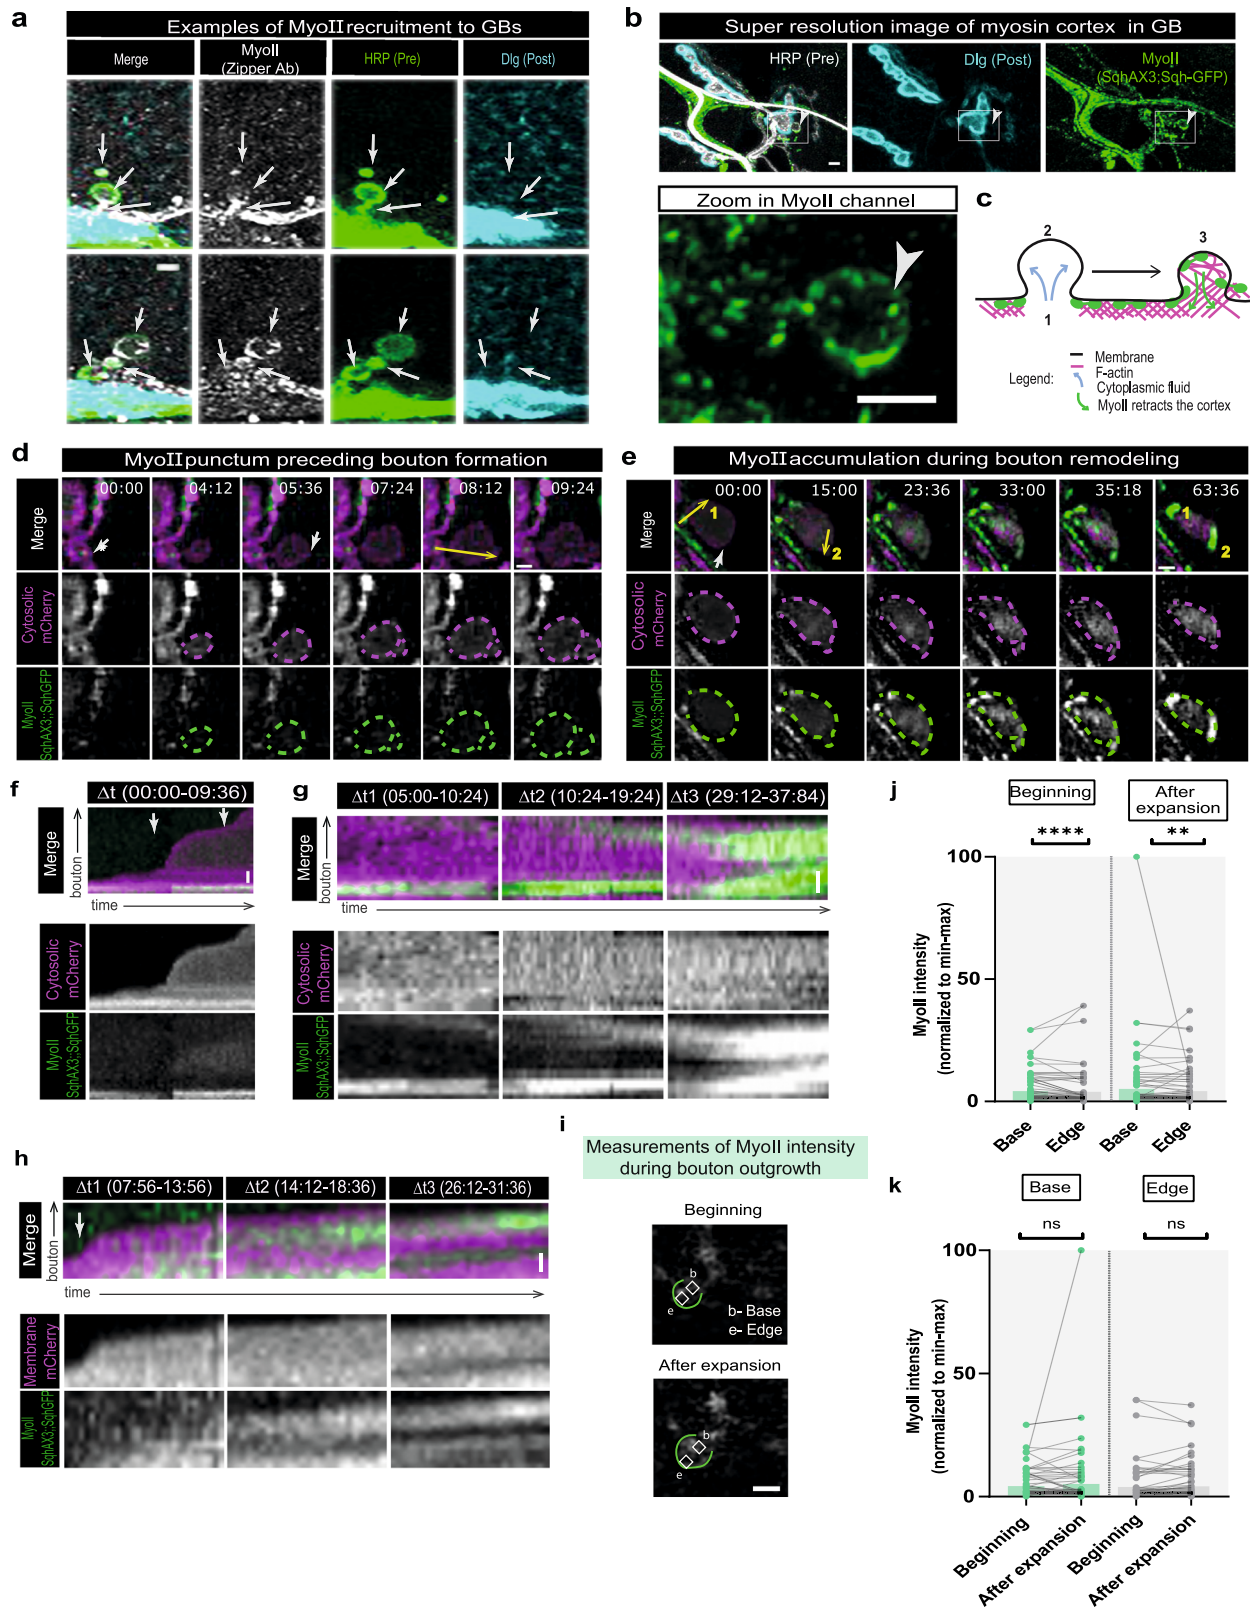 a
Examples of MyoII recruitment to GBs
Merge
MyoII
(Zipper Ab)
HRP (Pre)
Dlg (Post)
b
Super resolution image of myosin cortex in GB
HRP (Pre)
Dlg (Post)
MyoII
(SqhAX3;Sqh-GFP)
Zoom in MyoII channel
c
2
3
1
Legend:
Membrane
F-actin
Cytoplasmic fluid
MyoII retracts the cortex
d
MyoII punctum preceding bouton formation
00:00
04:12
05:36
07:24
08:12
09:24
Merge
Cytosolic
mCherry
MyoII
SqhAX3;;SqhGFP
e
MyoII accumulation during bouton remodeling
00:00
15:00
23:36
33:00
35:18
63:36
1
2
1
2
Merge
Cytosolic
mCherry
MyoII
SqhAX3;;SqhGFP
f
Δt (00:00-09:36)
Merge
bouton
time
Cytosolic
mCherry
MyoII
SqhAX3;;SqhGFP
g
Δt1 (05:00-10:24)
Δt2 (10:24-19:24)
Δt3 (29:12-37:84)
Merge
bouton
time
Cytosolic
mCherry
MyoII
SqhAX3;;SqhGFP
h
Δt1 (07:56-13:56)
Δt2 (14:12-18:36)
Δt3 (26:12-31:36)
Merge
bouton
time
Membrane
mCherry
MyoII
SqhAX3;;SqhGFP
i
Measurements of MyoII intensity
during bouton outgrowth
Beginning
b
e
b- Base
e- Edge
After expansion
b
e
j
Beginning
After
expansion
****
**
MyoII intensity
(normalized to min-max)
100
50
0
Base
Edge
Base
Edge
k
Base
Edge
ns
ns
MyoII intensity
(normalized to min-max)
100
50
0
Beginning
After expansion
Beginning
After expansion